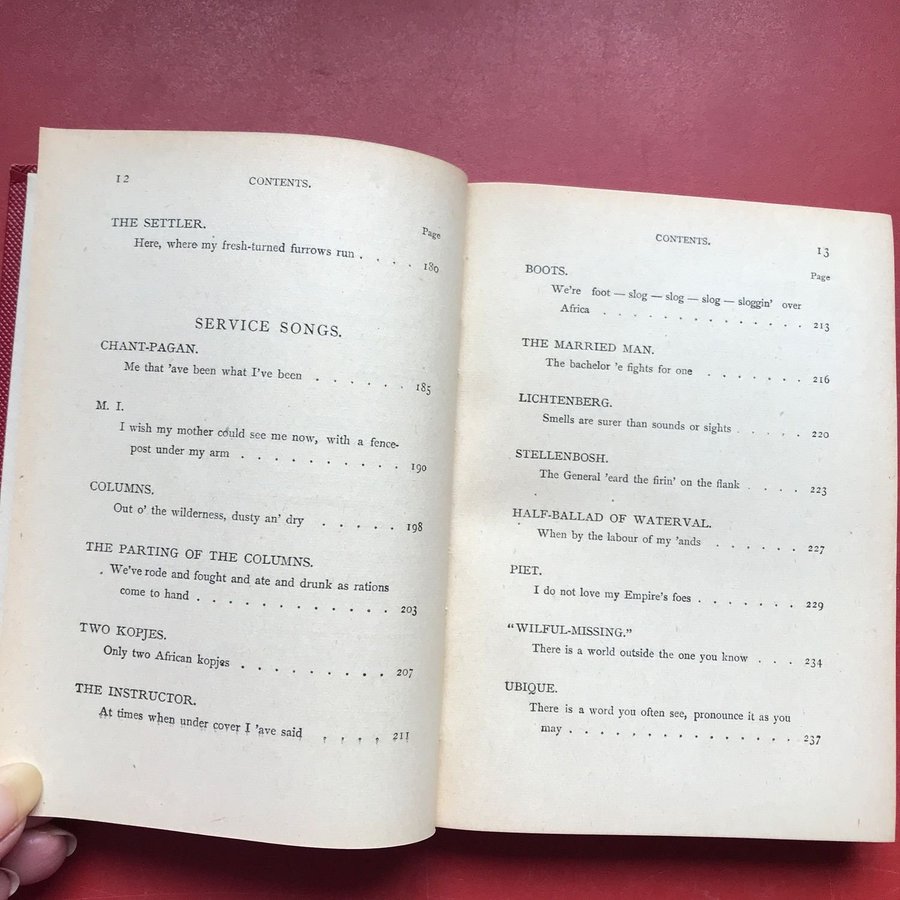 12 CONTENTS.
Page
THE SETTLER.
Here, where my fresh-turned furrows run . . . . 180
SERVICE SONGS.
CHANT-PAGAN.
Me that 'ave been what I've been . . . . . . 185
M. I.
I wish my mother could see me now, with a fence-
post under my arm . . . . . . . . . . 190
COLUMNS.
Out o' the wilderness, dusty an' dry . . . . . 198
THE PARTING OF THE COLUMNS.
We've rode and fought and ate and drunk as rations
come to hand . . . . . . . . . . . . 203
TWO KOPJES.
Only two African kopjes . . . . . . . . . 207
THE INSTRUCTOR.
At times when under cover I 'ave said . . . . 211
CONTENTS. 13
Page
BOOTS.
We're foot — slog — slog — slog — sloggin' over
Africa . . . . . . . . . . . . . . 213
THE MARRIED MAN.
The bachelor 'e fights for one . . . . . . . 216
LICHTENBERG.
Smells are surer than sounds or sights . . . . . 220
STELLENBOSH.
The General 'eard the firin' on the flank . . . . 223
HALF-BALLAD OF WATERVAL.
When by the labour of my 'ands . . . . . . 227
PIET.
I do not love my Empire's foes . . . . . . . 229
"WILFUL-MISSING."
There is a world outside the one you know . . . 234
UBIQUE.
There is a word you often see, pronounce it as you
may . . . . . . . . . . . . . . . 237